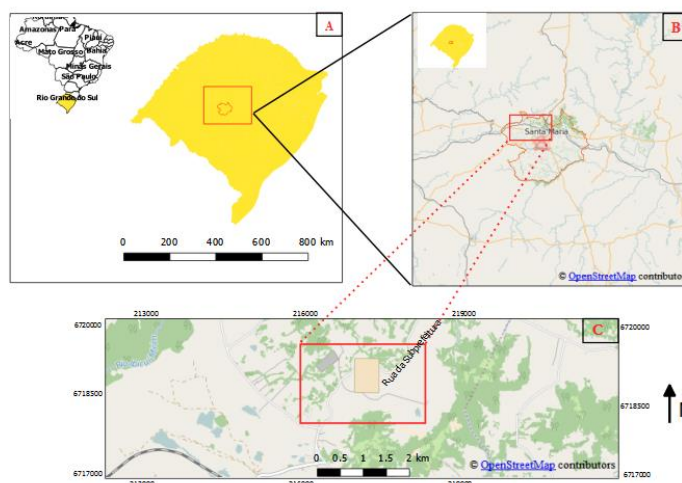 Amazonas Pará
Piauí
Acre
Bahia
Mato Grosso
Minas Gerais
São Paulo
Rio Grande do Sul
A
0 200 400 600 800 km
B
Santa Maria
© OpenStreetMap contributors
213000 216000 219000
C
6720000
6720000
Rua da Subprefeitura
6718500
6718500
6717000
6717000
0 0.5 1 1.5 2 km
© OpenStreetMap contributors